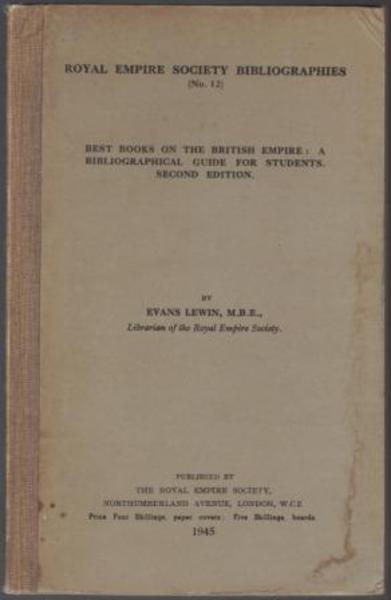 ROYAL EMPIRE SOCIETY BIBLIOGRAPHIES
(No. 12)
BEST BOOKS ON THE BRITISH EMPIRE: A
BIBLIOGRAPHICAL GUIDE FOR STUDENTS.
SECOND EDITION.
BY
EVANS LEWIN, M.B.E.,
Librarian of the Royal Empire Society.
PUBLISHED BY
THE ROYAL EMPIRE SOCIETY,
NORTHUMBERLAND AVENUE, LONDON, W.C.2
Price Four Shillings, paper covers; Five Shillings, boards
1945